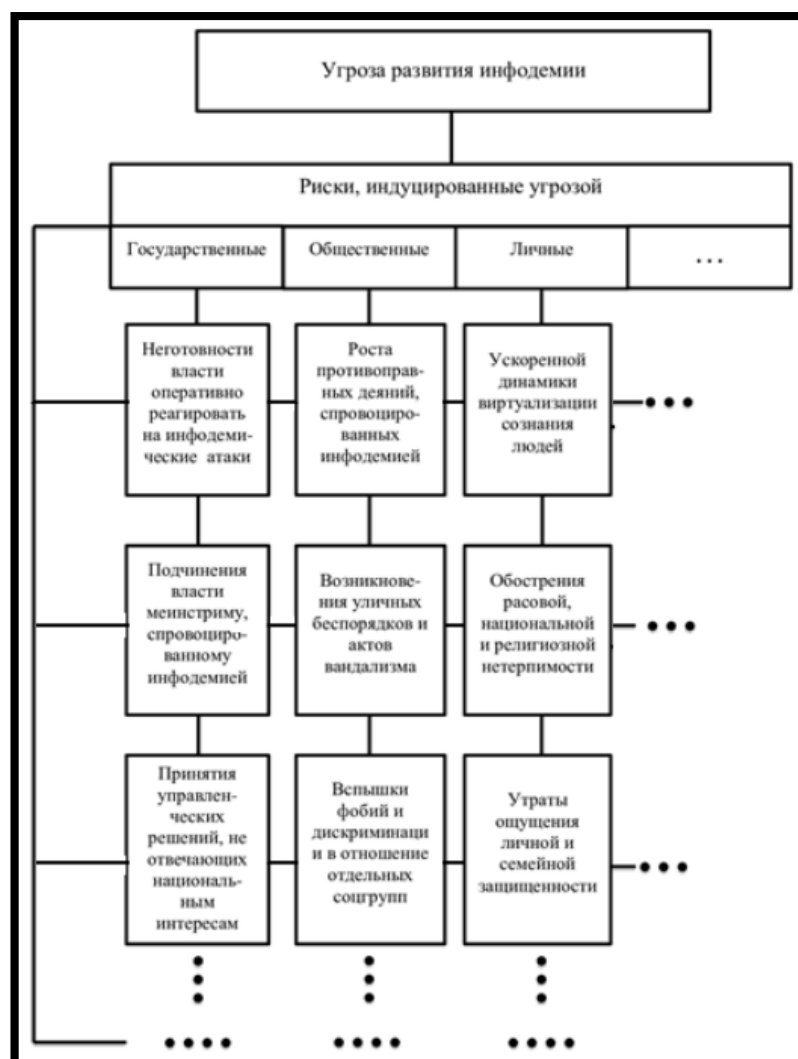 Угроза развития инфодемии
Риски, индуцированные угрозой
Государственные
Общественные
Личные
...
Неготовности
власти
оперативно
реагировать
на инфодеми-
ческие атаки
Роста
противоправ-
ных деяний,
спровоциро-
ванных
инфодемией
Ускоренной
динамики
виртуализации
сознания
людей
Подчинения
власти
меинстриму,
спровоциро-
ванному
инфодемией
Возникнове-
ния уличных
беспорядков и
актов
вандализма
Обострения
расовой,
национальной
и религиозной
нетерпимости
Принятия
управлен-
ческих
решений, не
отвечающих
националь-
ным
интересам
Вспышки
фобий и
дискриминаци
и в отношение
отдельных
соцгрупп
Утраты
ощущения
личной и
семейной
защищенности